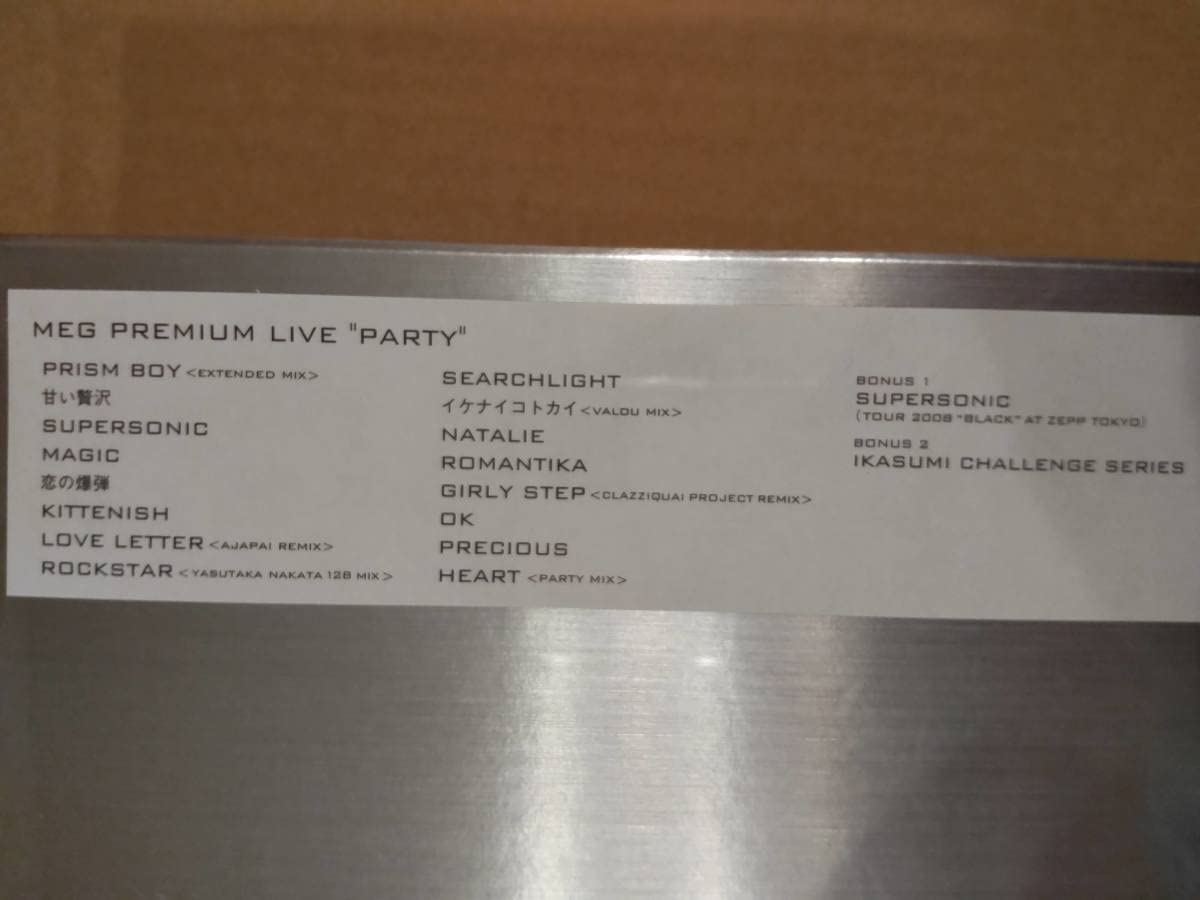 MEG PREMIUM LIVE "PARTY"
PRISM BOY <EXTENDED MIX>
甘い贅沢
SUPERSONIC
MAGIC
恋の爆弾
KITTENISH
LOVE LETTER <AJAPAI REMIX>
ROCKSTAR <YASUTAKA NAKATA 128 MIX>
SEARCHLIGHT
イケナイコトカイ <VALOU MIX>
NATALIE
ROMANTIKA
GIRLY STEP <CLAZZIQUAI PROJECT REMIX>
OK
PRECIOUS
HEART <PARTY MIX>
BONUS 1
SUPERSONIC
(TOUR 2008 "BLACK" AT ZEPP TOKYO)
BONUS 2
IKASUMI CHALLENGE SERIES